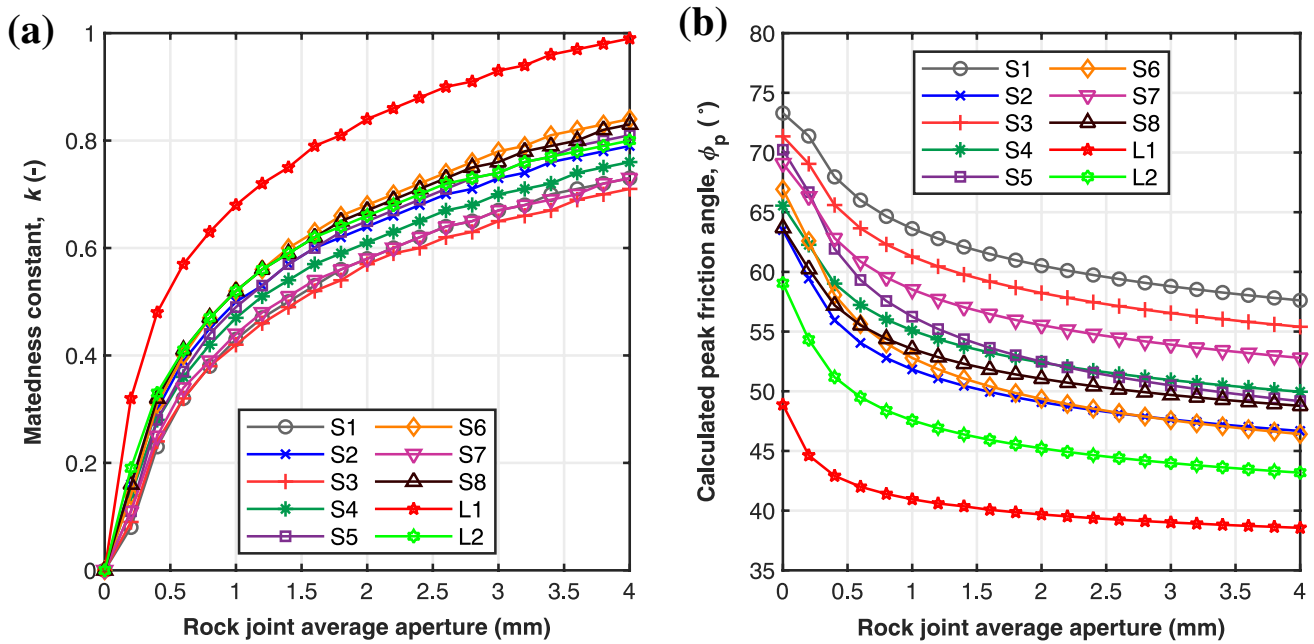 (a)
Matedness constant, k (-)
1
0.8
0.6
0.4
0.2
0
0 0.5 1 1.5 2 2.5 3 3.5 4
Rock joint average aperture (mm)
S1 S6
S2 S7
S3 S8
S4 L1
S5 L2
(b)
Calculated peak friction angle, ϕp (°)
80
75
70
65
60
55
50
45
40
35
0 0.5 1 1.5 2 2.5 3 3.5 4
Rock joint average aperture (mm)
S1 S6
S2 S7
S3 S8
S4 L1
S5 L2